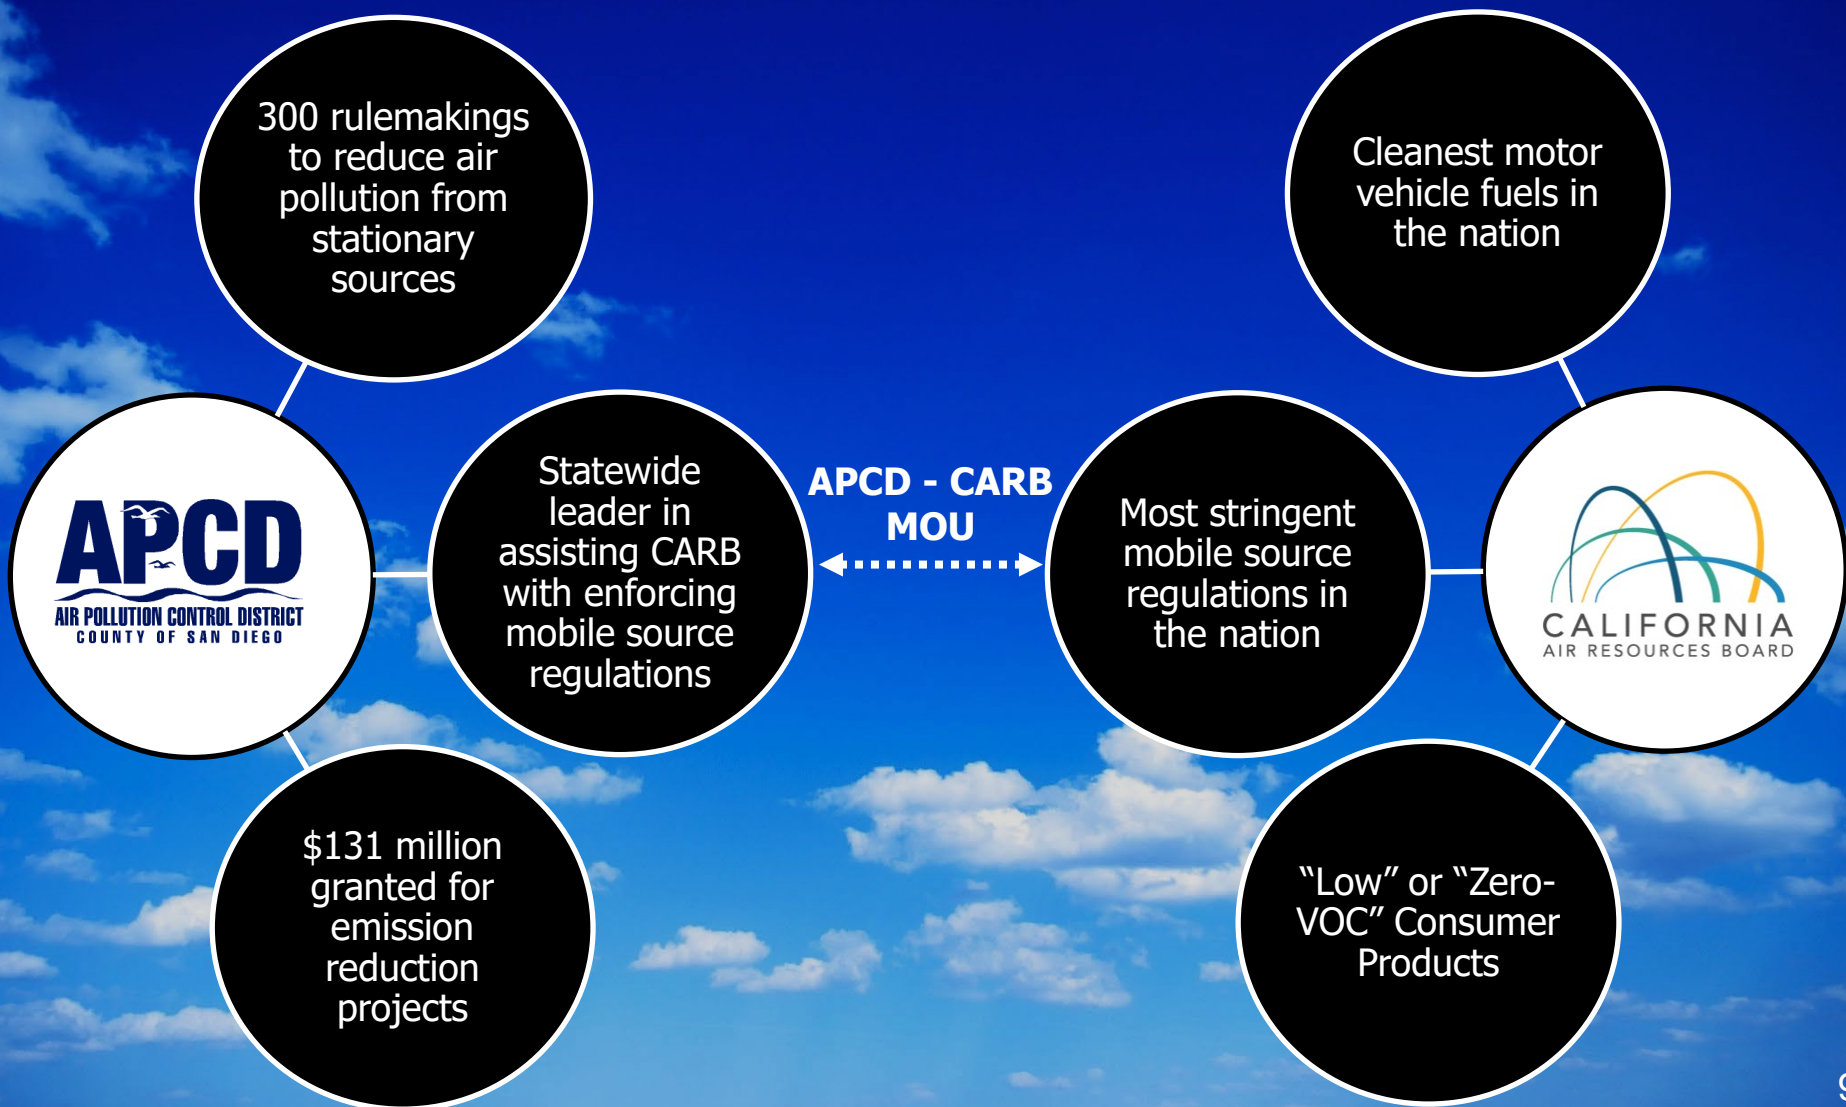 300 rulemakings
to reduce air
pollution from
stationary
sources
Cleanest motor
vehicle fuels in
the nation
APCD
AIR POLLUTION CONTROL DISTRICT
COUNTY OF SAN DIEGO
Statewide
leader in
assisting CARB
with enforcing
mobile source
regulations
APCD - CARB
MOU
Most stringent
mobile source
regulations in
the nation
CALIFORNIA
AIR RESOURCES BOARD
$131 million
granted for
emission
reduction
projects
“Low” or “Zero-
VOC” Consumer
Products
9